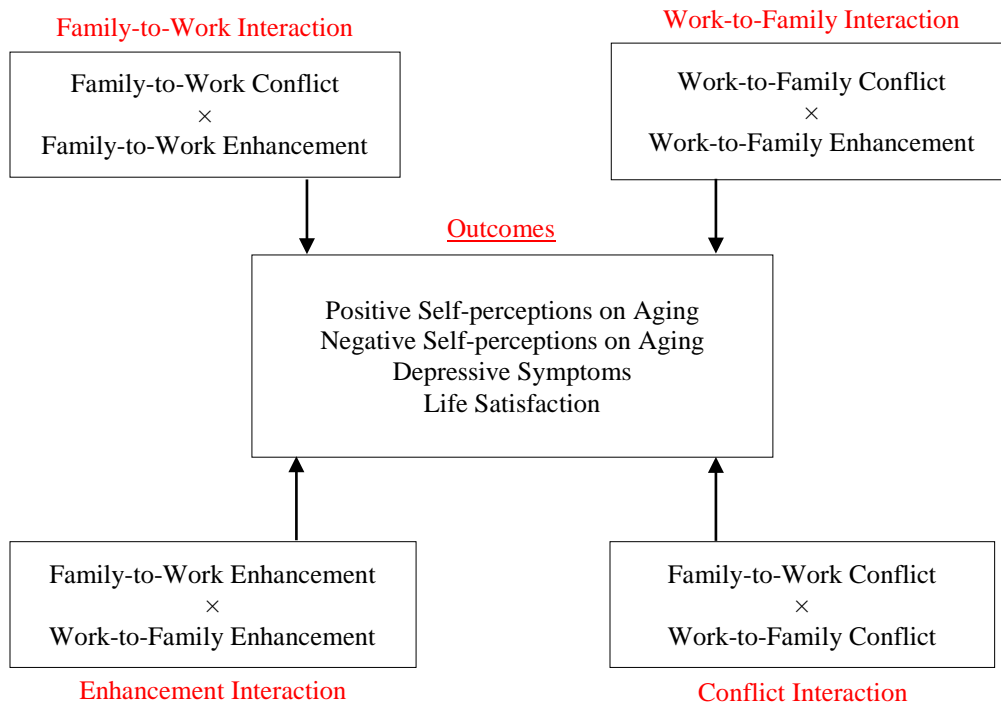 Family-to-Work Interaction
Family-to-Work Conflict
×
Family-to-Work Enhancement
Work-to-Family Interaction
Work-to-Family Conflict
×
Work-to-Family Enhancement
Outcomes
Positive Self-perceptions on Aging
Negative Self-perceptions on Aging
Depressive Symptoms
Life Satisfaction
Family-to-Work Enhancement
×
Work-to-Family Enhancement
Enhancement Interaction
Family-to-Work Conflict
×
Work-to-Family Conflict
Conflict Interaction